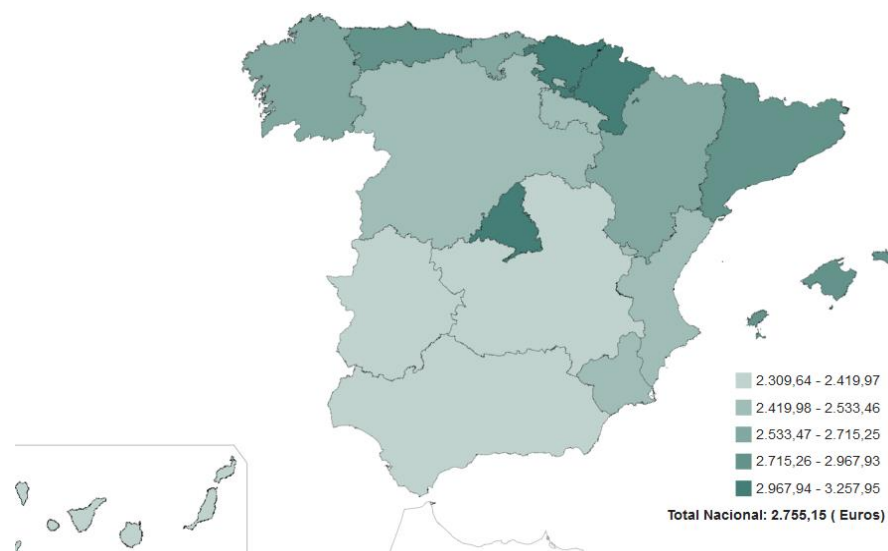 2.309,64 - 2.419,97
2.419,98 - 2.533,46
2.533,47 - 2.715,25
2.715,26 - 2.967,93
2.967,94 - 3.257,95
Total Nacional: 2.755,15 ( Euros)